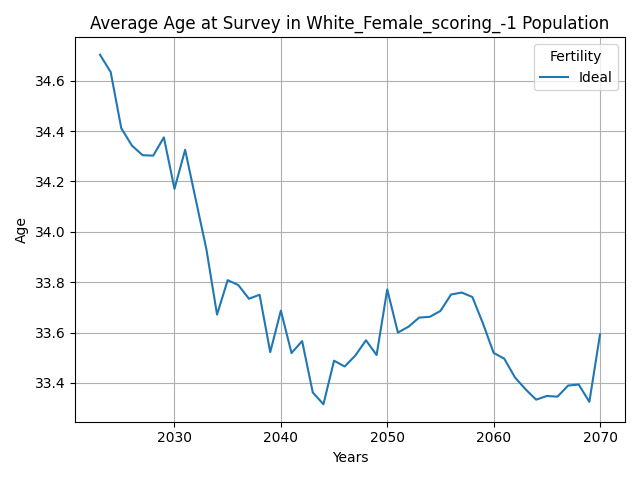 Average Age at Survey in White_Female_scoring_-1 Population
Fertility
Ideal
34.6
34.4
34.2
34.0
33.8
33.6
33.4
Age
2030 2040 2050 2060 2070
Years